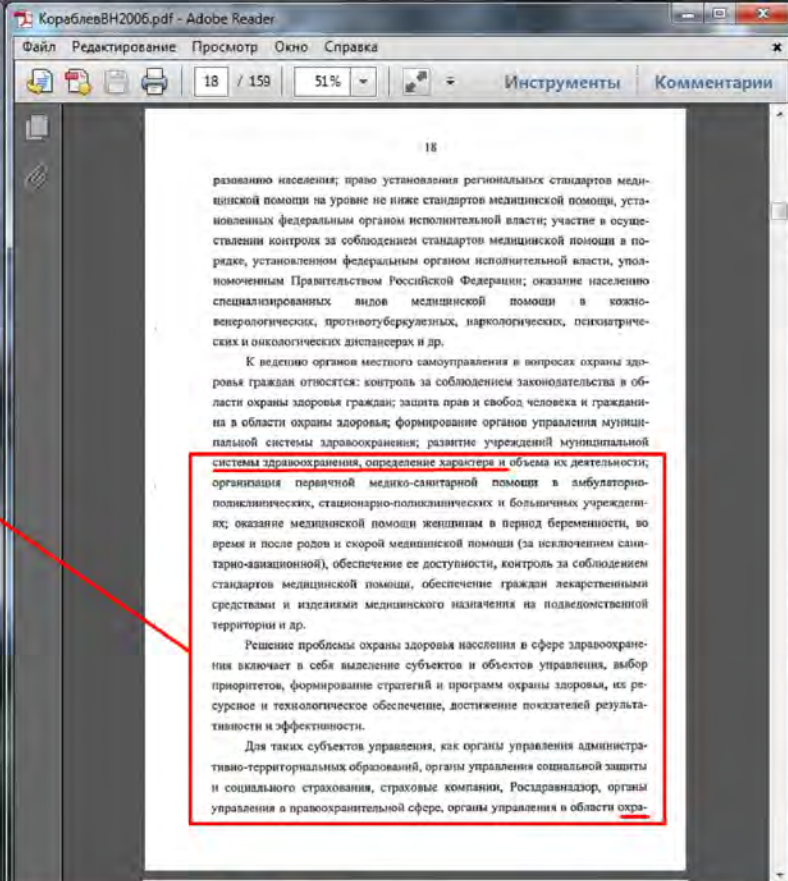 КораблевВН2006.pdf - Adobe Reader
Файл Редактирование Просмотр Окно Справка
18 / 159 51% Инструменты Комментарии
18
разованию населения; право установления региональных стандартов меди-
цинской помощи на уровне не ниже стандартов медицинской помощи, уста-
новленных федеральным органом исполнительной власти; участие в осуще-
ствлении контроля за соблюдением стандартов медицинской помощи в по-
рядке, установленном федеральным органом исполнительной власти, упол-
номоченным Правительством Российской Федерации; оказание населению
специализированных видов медицинской помощи в кожно-
венерологических, противотуберкулезных, наркологических, психиатриче-
ских и онкологических диспансерах и др.
К ведению органов местного самоуправления в вопросах охраны здо-
ровья граждан относятся: контроль за соблюдением законодательства в об-
ласти охраны здоровья граждан; защита прав и свобод человека и граждани-
на в области охраны здоровья; формирование органов управления муници-
пальной системы здравоохранения; развитие учреждений муниципальной
системы здравоохранения, определение характера и объема их деятельности;
организация первичной медико-санитарной помощи в амбулаторно-
поликлинических, стационарно-поликлинических и больничных учреждени-
ях; оказание медицинской помощи женщинам в период беременности, во
время и после родов и скорой медицинской помощи (за исключением сани-
тарно-авиационной), обеспечение ее доступности, контроль за соблюдением
стандартов медицинской помощи, обеспечение граждан лекарственными
средствами и изделиями медицинского назначения на подведомственной
территории и др.
Решение проблемы охраны здоровья населения в сфере здравоохране-
ния включает в себя выделение субъектов и объектов управления, выбор
приоритетов, формирование стратегий и программ охраны здоровья, их ре-
сурсное и технологическое обеспечение, достижение показателей результа-
тивности и эффективности.
Для таких субъектов управления, как органы управления администра-
тивно-территориальных образований, органы управления социальной защиты
и социального страхования, страховые компании, Росздравнадзор, органы
управления в правоохранительной сфере, органы управления в области охра-